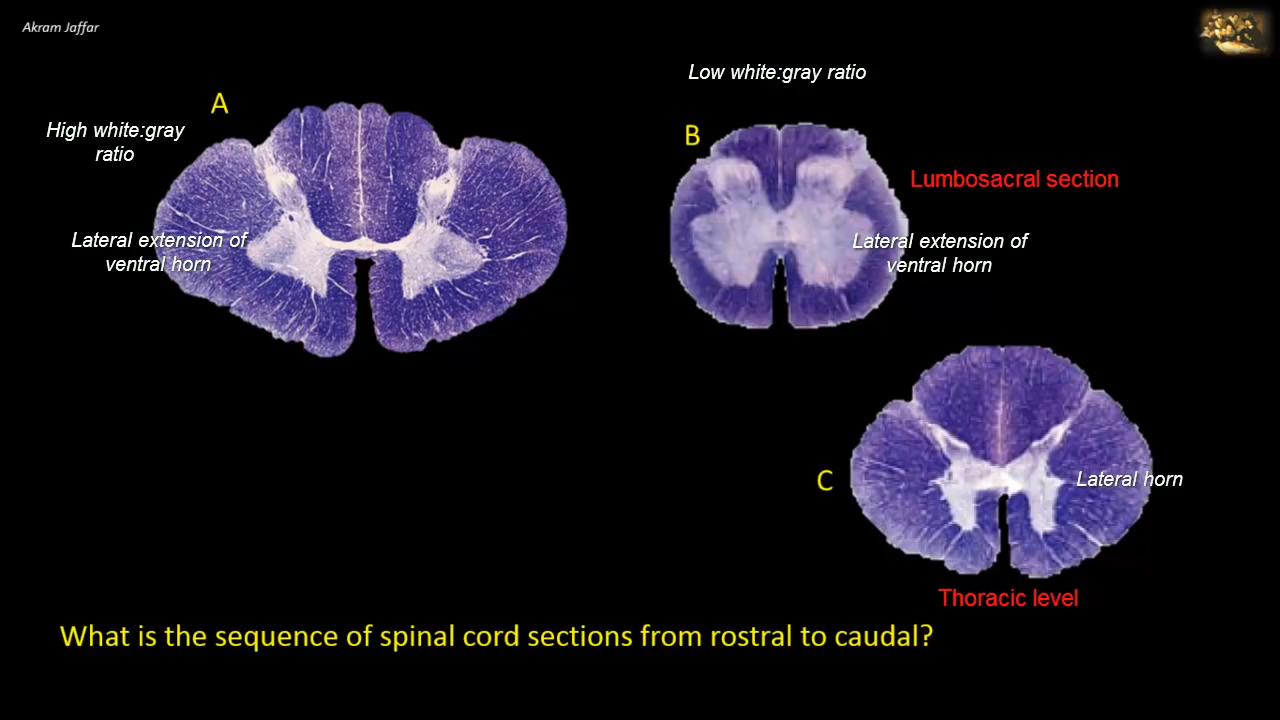 Akram Jaffar
Low white:gray ratio
A
High white:gray
ratio
B
Lumbosacral section
Lateral extension of
ventral horn
Lateral extension of
ventral horn
C
Lateral horn
Thoracic level
What is the sequence of spinal cord sections from rostral to caudal?